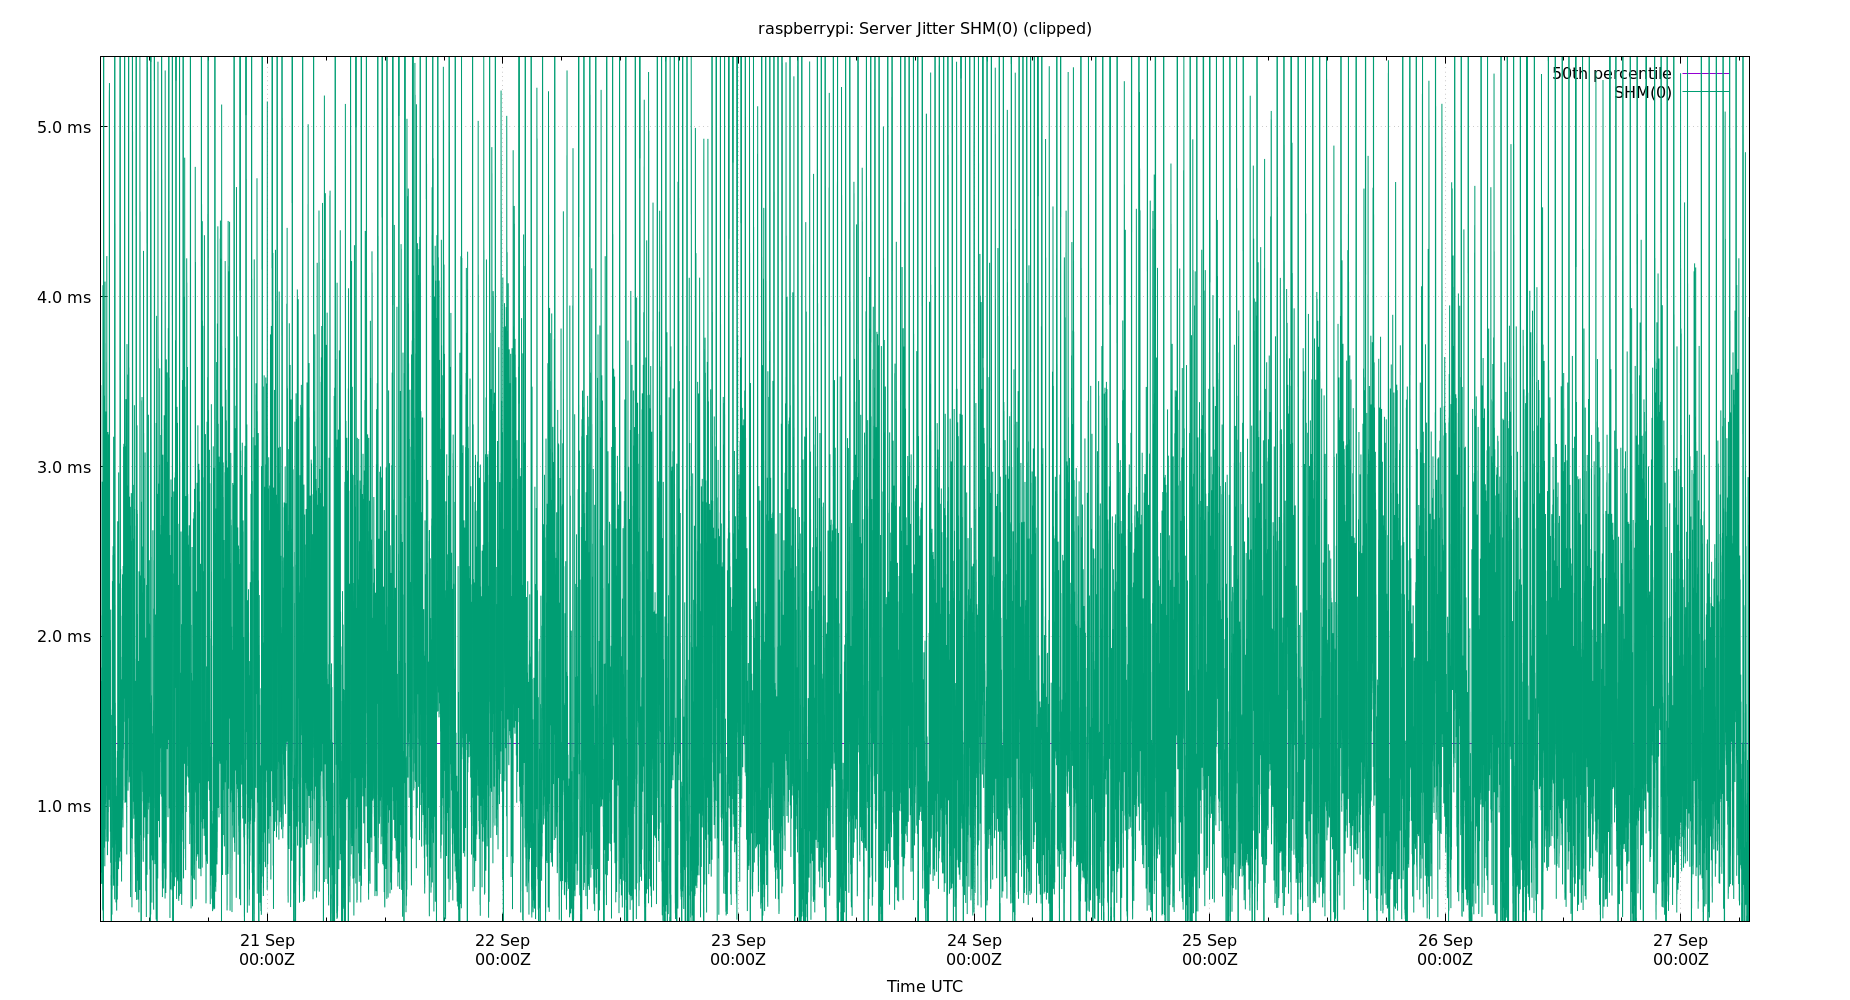 raspberrypi: Server Jitter SHM(0) (clipped)
50th percentile
SHM(0)
5.0 ms
4.0 ms
3.0 ms
2.0 ms
1.0 ms
21 Sep 22 Sep 23 Sep 24 Sep 25 Sep 26 Sep 27 Sep
00:00Z 00:00Z 00:00Z 00:00Z 00:00Z 00:00Z 00:00Z
Time UTC